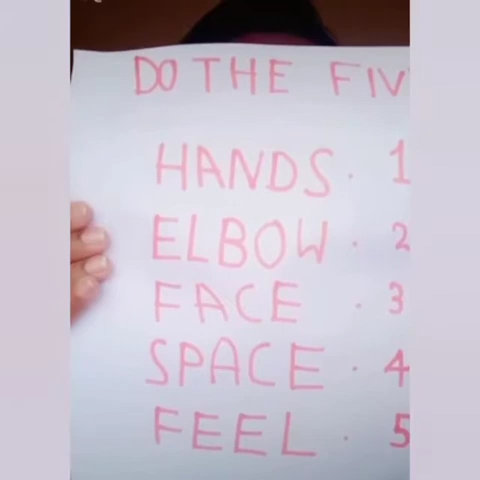 DO THE FIV
HANDS. 1
ELBOW. 2
FACE. 3
SPACE. 4
FEEL. 5